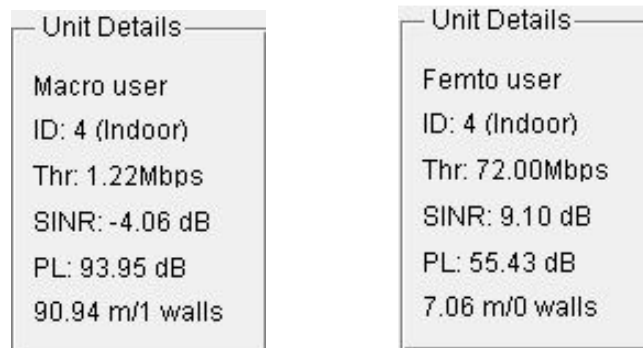 Unit Details
Macro user
ID: 4 (Indoor)
Thr: 1.22Mbps
SINR: -4.06 dB
PL: 93.95 dB
90.94 m/1 walls
Unit Details
Femto user
ID: 4 (Indoor)
Thr: 72.00Mbps
SINR: 9.10 dB
PL: 55.43 dB
7.06 m/0 walls